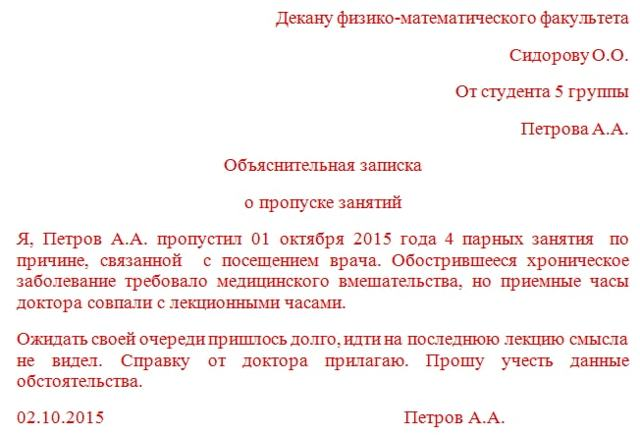 Декану физико-математического факультета
Сидорову О.О.
От студента 5 группы
Петрова А.А.
Объяснительная записка
о пропуске занятий
Я, Петров А.А. пропустил 01 октября 2015 года 4 парных занятия по
причине, связанной с посещением врача. Обострившееся хроническое
заболевание требовало медицинского вмешательства, но приемные часы
доктора совпали с лекционными часами.
Ожидать своей очереди пришлось долго, идти на последнюю лекцию смысла
не видел. Справку от доктора прилагаю. Прошу учесть данные
обстоятельства.
02.10.2015 Петров А.А.